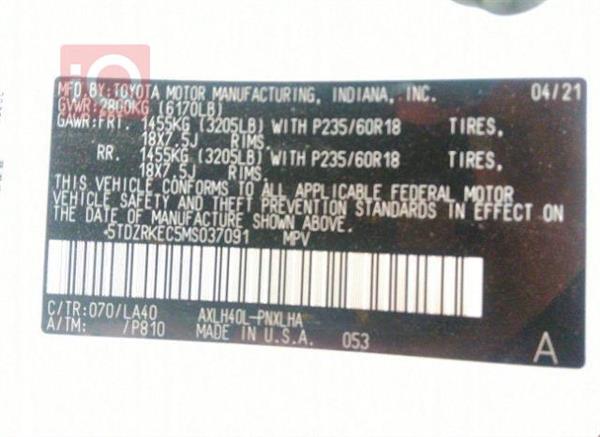 iQ
MFD.BY:TOYOTA MOTOR MANUFACTURING, INDIANA, INC. 04/21
GVWR:2800KG (6170LB)
GAWR:FRT. 1455KG (3205LB) WITH P235/60R18 TIRES,
18X7.5J RIMS.
RR. 1455KG (3205LB) WITH P235/60R18 TIRES,
18X7.5J RIMS.
THIS VEHICLE CONFORMS TO ALL APPLICABLE FEDERAL MOTOR
VEHICLE SAFETY AND THEFT PREVENTION STANDARDS IN EFFECT ON
THE DATE OF MANUFACTURE SHOWN ABOVE.
5TDZRKEC5MS037091 MPV
C/TR:070/LA40 AXLH40L-PNXLHA
A/TM: /P810 MADE IN U.S.A. 053
A